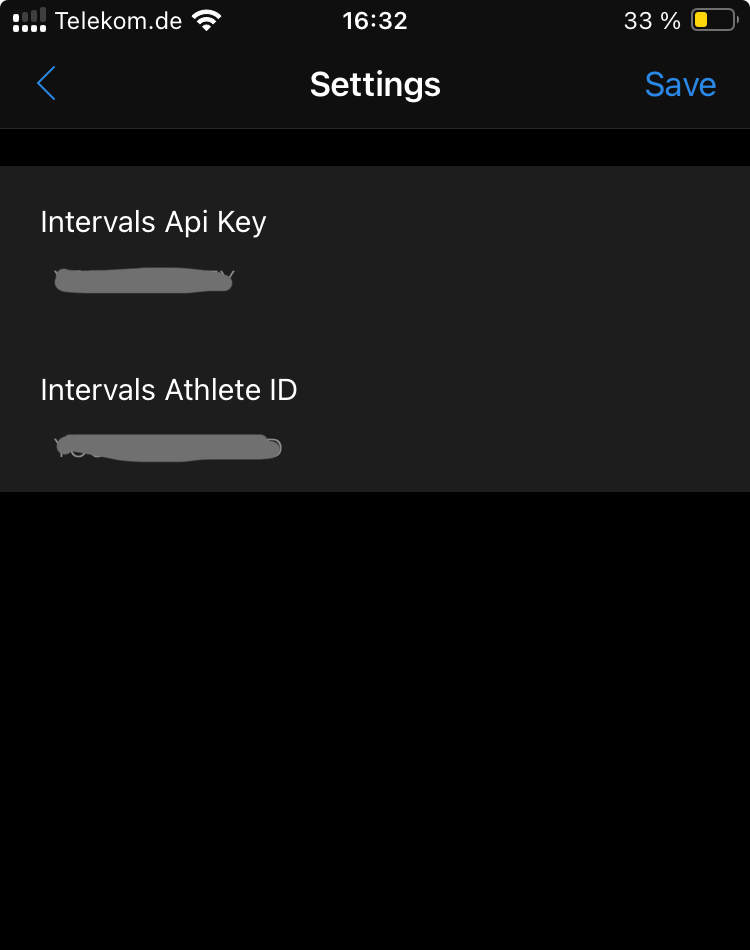 Telekom.de 16:32 33 %
Settings Save
Intervals Api Key
Intervals Athlete ID